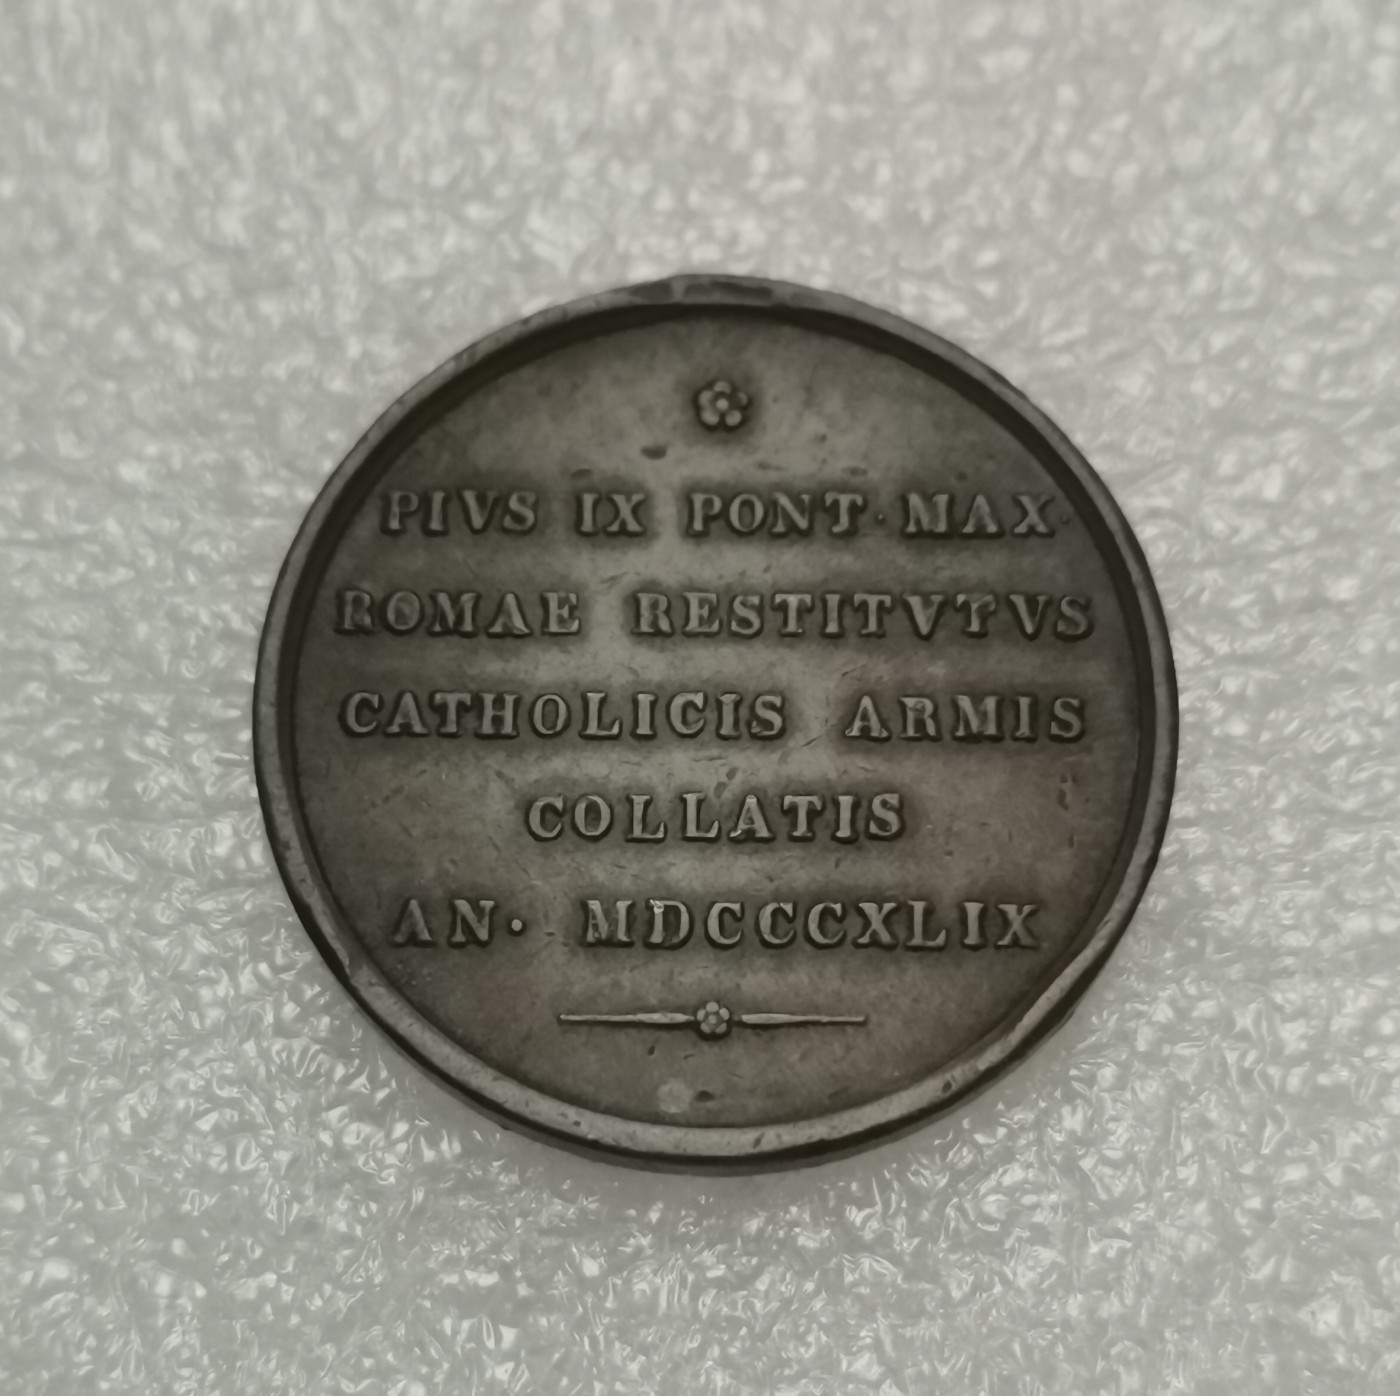 PIVS IX PONT· MAX·
ROMAE RESTITVTVS
CATHOLICIS ARMIS
COLLATIS
AN· MDCCCXLIX